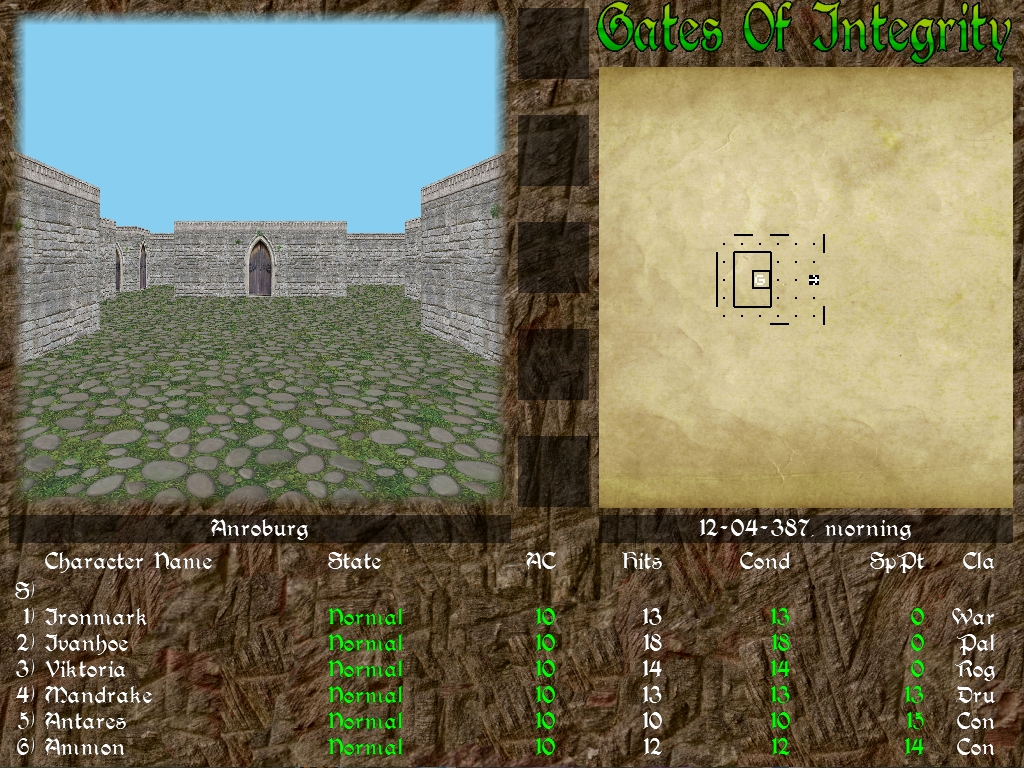 Gates Of Integrity
G
Anroburg
12-04-387, morning
Character Name State AC Hits Cond SpPt Cla
S)
1) Ironmark Normal 10 13 13 0 War
2) Ivanhoe Normal 10 18 18 0 Pal
3) Viktoria Normal 10 14 14 0 Rog
4) Mandrake Normal 10 13 13 13 Dru
5) Antares Normal 10 10 10 15 Con
6) Ammon Normal 10 12 12 14 Con